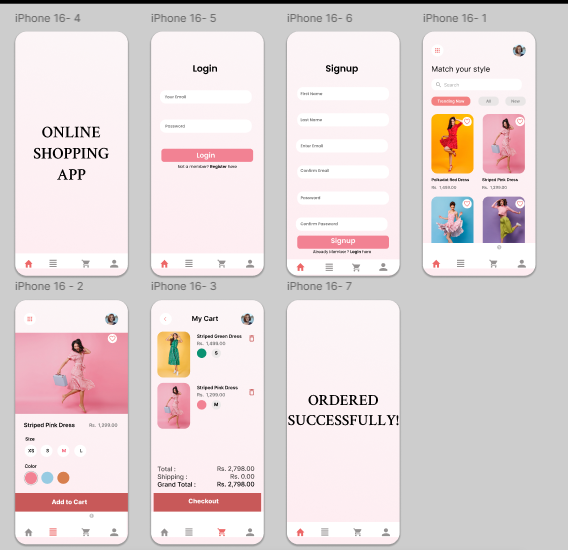 iPhone 16- 4
iPhone 16- 5
iPhone 16- 6
iPhone 16- 1
ONLINE
SHOPPING
APP
Login
Your Email
Password
Login
Not a member? Register here
Signup
First Name
Last Name
Enter Email
Confirm Email
Password
Confirm Password
Signup
Already Member ? Login here
Match your style
Search
Trending Now
All
New
Polkadot Red Dress
Rs. 1,499.00
Striped Pink Dress
Rs. 1,299.00
iPhone 16 - 2
iPhone 16- 3
iPhone 16- 7
Striped Pink Dress
Rs. 1,299.00
Size
XS
S
M
L
Color
Add to Cart
My Cart
Striped Green Dress
Rs. 1,499.00
S
Striped Pink Dress
Rs. 1,299.00
M
Total : Rs. 2,798.00
Shipping : Rs. 0.00
Grand Total : Rs. 2,798.00
Checkout
ORDERED
SUCCESSFULLY!